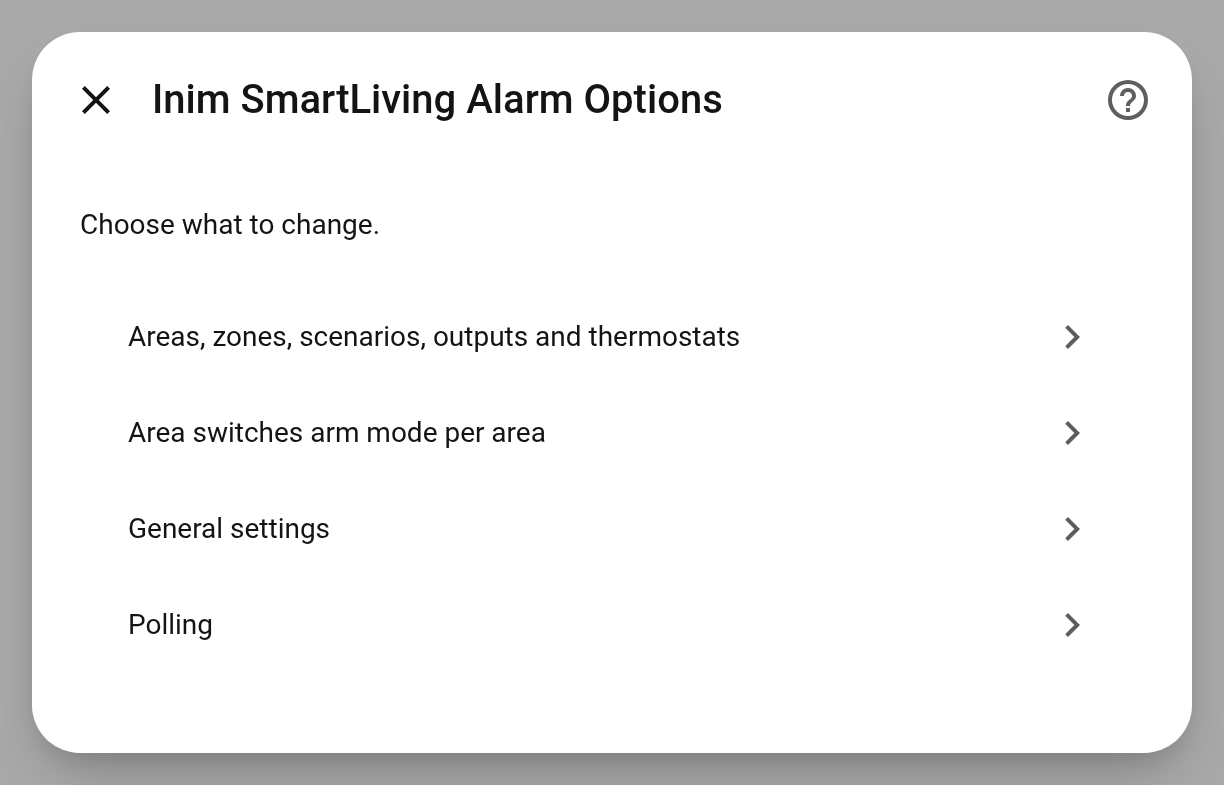 Inim SmartLiving Alarm Options
Choose what to change.
Areas, zones, scenarios, outputs and thermostats
Area switches arm mode per area
General settings
Polling